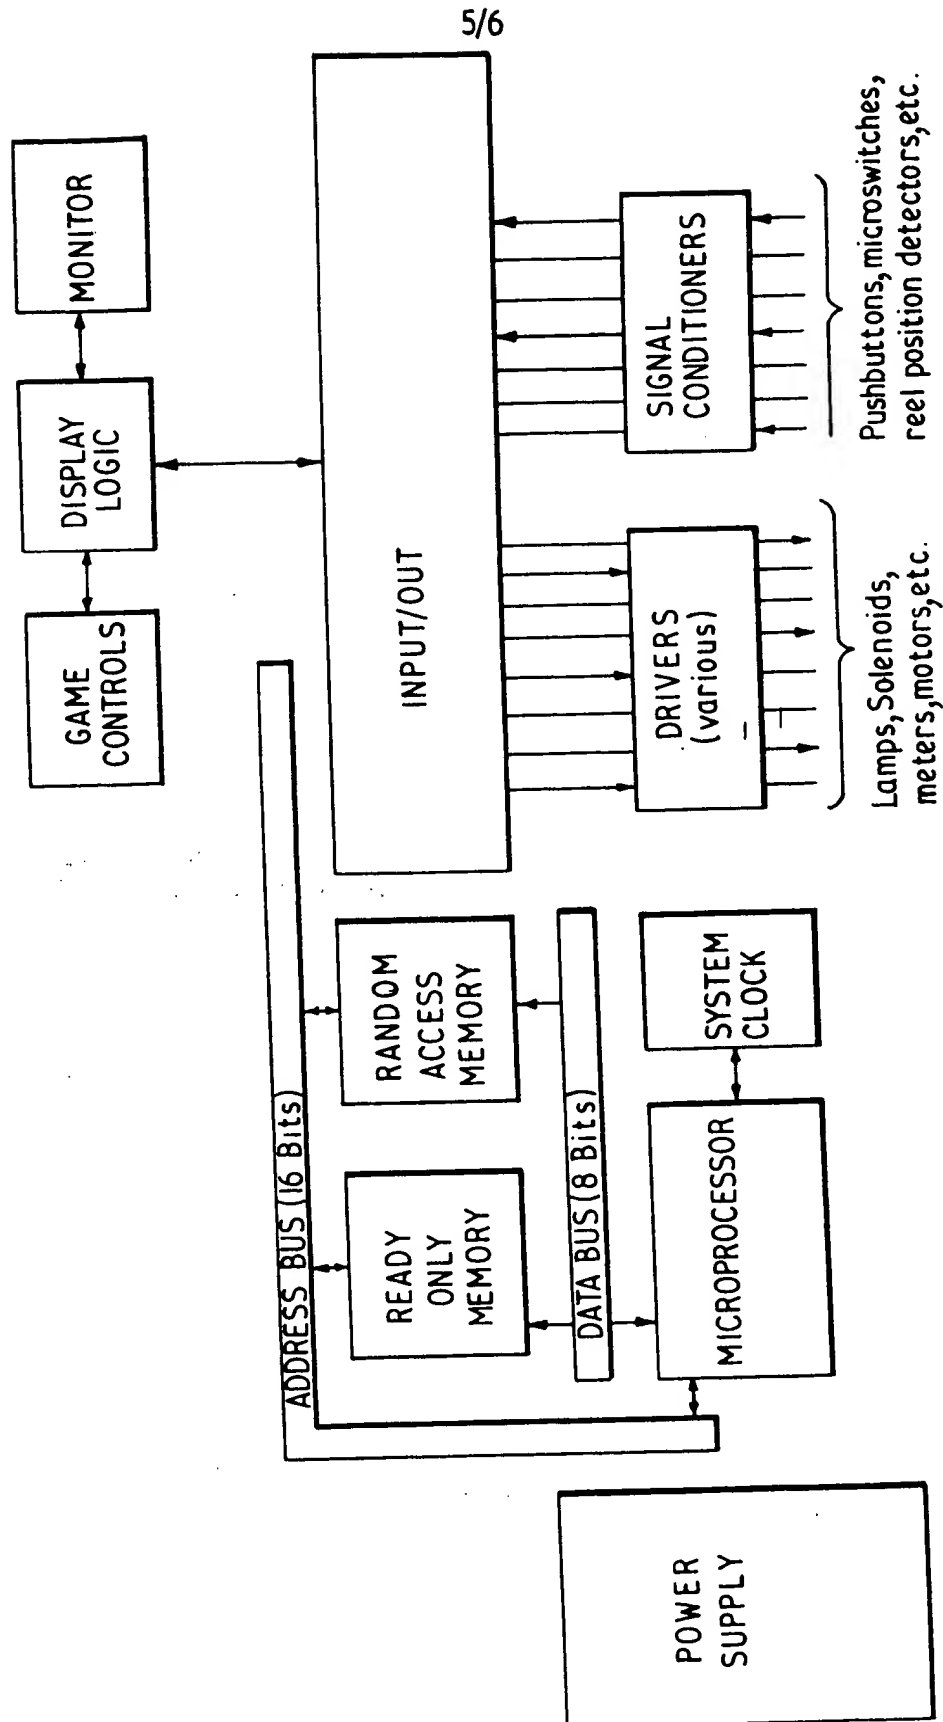 5/6
GAME
CONTROLS
DISPLAY
LOGIC
MONITOR
ADDRESS BUS (16 Bits)
READY
ONLY
MEMORY
RANDOM
ACCESS
MEMORY
INPUT/OUT
DATA BUS (8 Bits)
POWER
SUPPLY
MICROPROCESSOR
SYSTEM
CLOCK
DRIVERS
(various)
SIGNAL
CONDITIONERS
Lamps, Solenoids,
meters, motors, etc.
Pushbuttons, microswitches,
reel position detectors, etc.